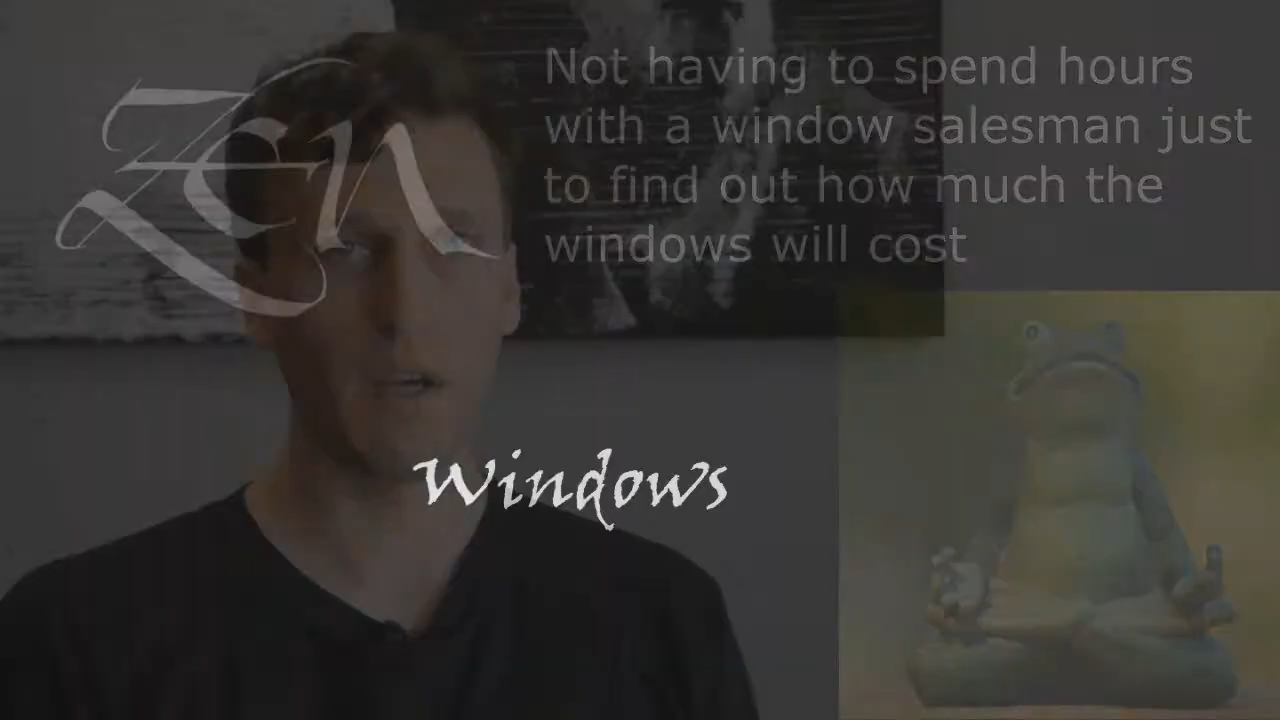 Zen
Not having to spend hours
with a window salesman just
to find out how much the
windows will cost
Windows